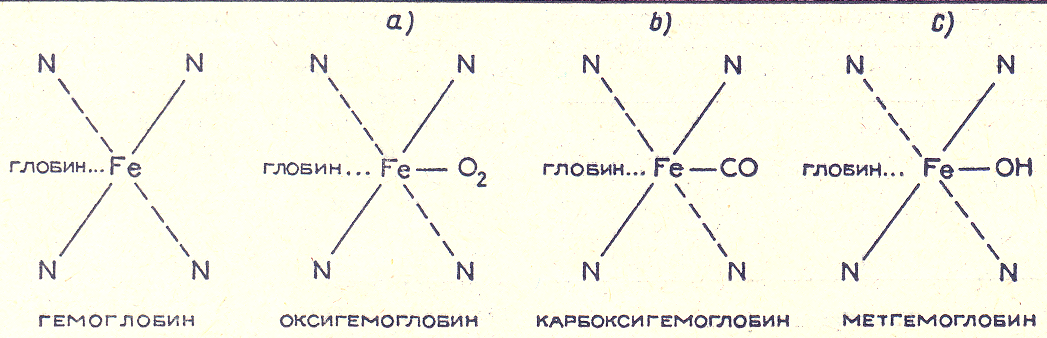 a) b) c)
N N N N N N N N
ГЛОБИН... Fe ГЛОБИН... Fe — O₂ ГЛОБИН... Fe — CO ГЛОБИН... Fe — OH
N N N N N N N N
ГЕМОГЛОБИН ОКСИГЕМОГЛОБИН КАРБОКСИГЕМОГЛОБИН МЕТГЕМОГЛОБИН